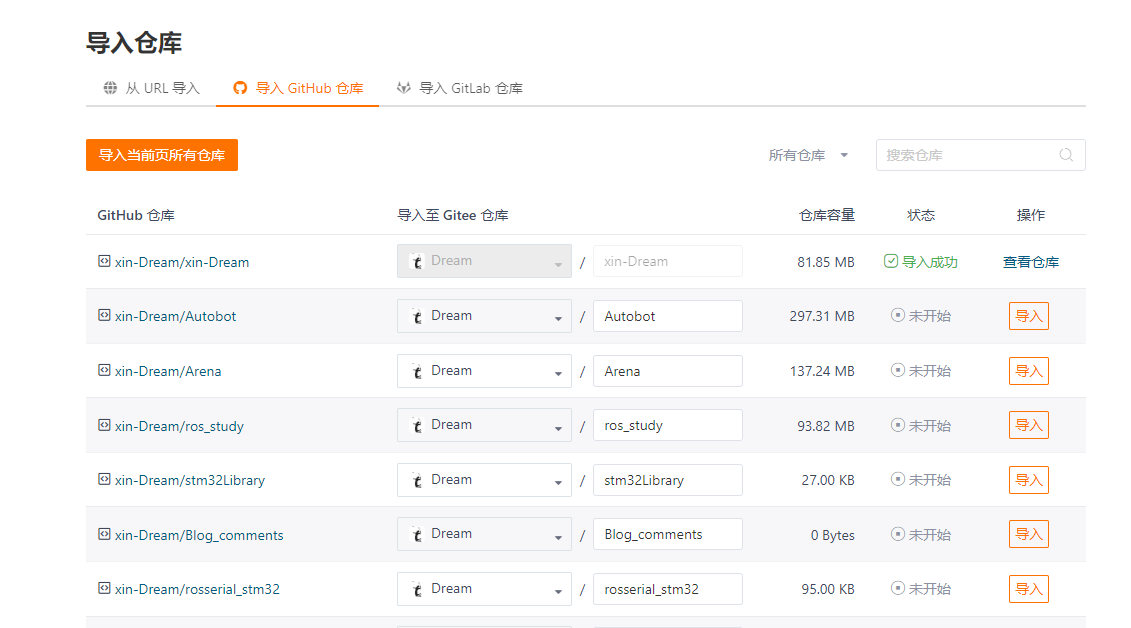 导入仓库
从 URL 导入 导入 GitHub 仓库 导入 GitLab 仓库
导入当前页所有仓库 所有仓库 搜索仓库
GitHub 仓库 导入至 Gitee 仓库 仓库容量 状态 操作
xin-Dream/xin-Dream Dream / xin-Dream 81.85 MB 导入成功 查看仓库
xin-Dream/Autobot Dream / Autobot 297.31 MB 未开始 导入
xin-Dream/Arena Dream / Arena 137.24 MB 未开始 导入
xin-Dream/ros_study Dream / ros_study 93.82 MB 未开始 导入
xin-Dream/stm32Library Dream / stm32Library 27.00 KB 未开始 导入
xin-Dream/Blog_comments Dream / Blog_comments 0 Bytes 未开始 导入
xin-Dream/rosserial_stm32 Dream / rosserial_stm32 95.00 KB 未开始 导入